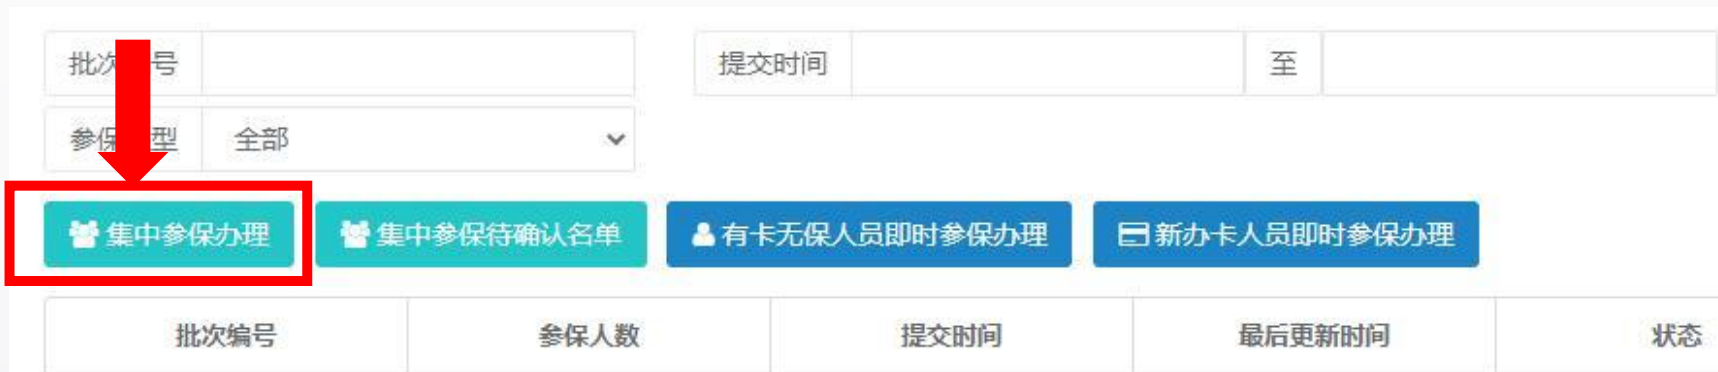 批次 号 提交时间 至
参保 型 全部
集中参保办理 集中参保待确认名单 有卡无保人员即时参保办理 新办卡人员即时参保办理
批次编号 参保人数 提交时间 最后更新时间 状态